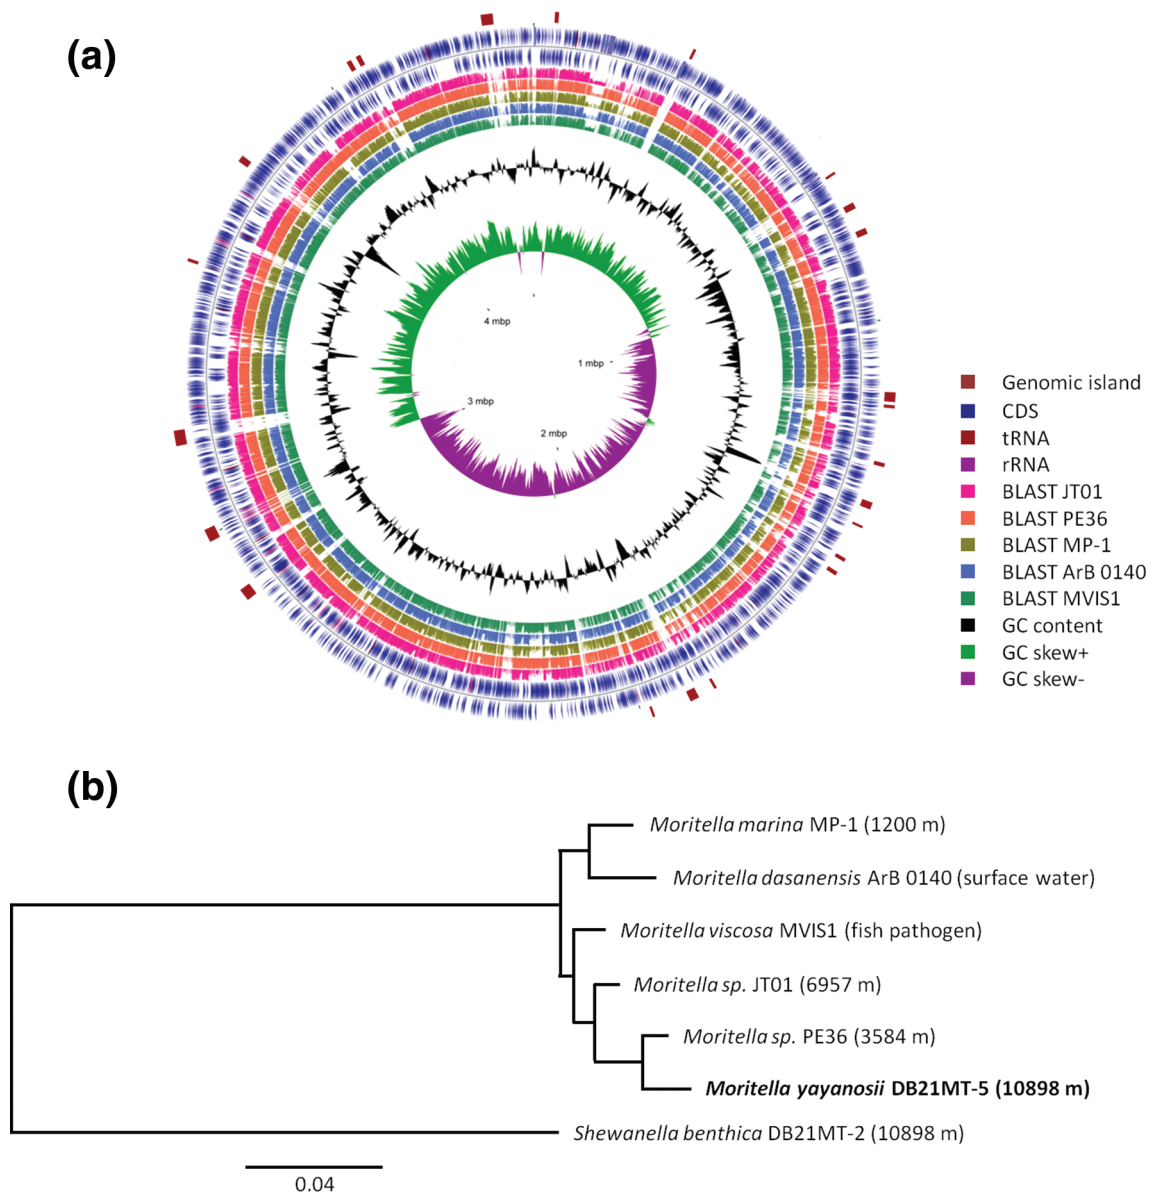 (a)
4 mbp
1 mbp
3 mbp
2 mbp
Genomic island
CDS
tRNA
rRNA
BLAST JT01
BLAST PE36
BLAST MP-1
BLAST ArB 0140
BLAST MVIS1
GC content
GC skew+
GC skew-
(b)
Moritella marina MP-1 (1200 m)
Moritella dasanensis ArB 0140 (surface water)
Moritella viscosa MVIS1 (fish pathogen)
Moritella sp. JT01 (6957 m)
Moritella sp. PE36 (3584 m)
Moritella yayanosii DB21MT-5 (10898 m)
Shewanella benthica DB21MT-2 (10898 m)
0.04